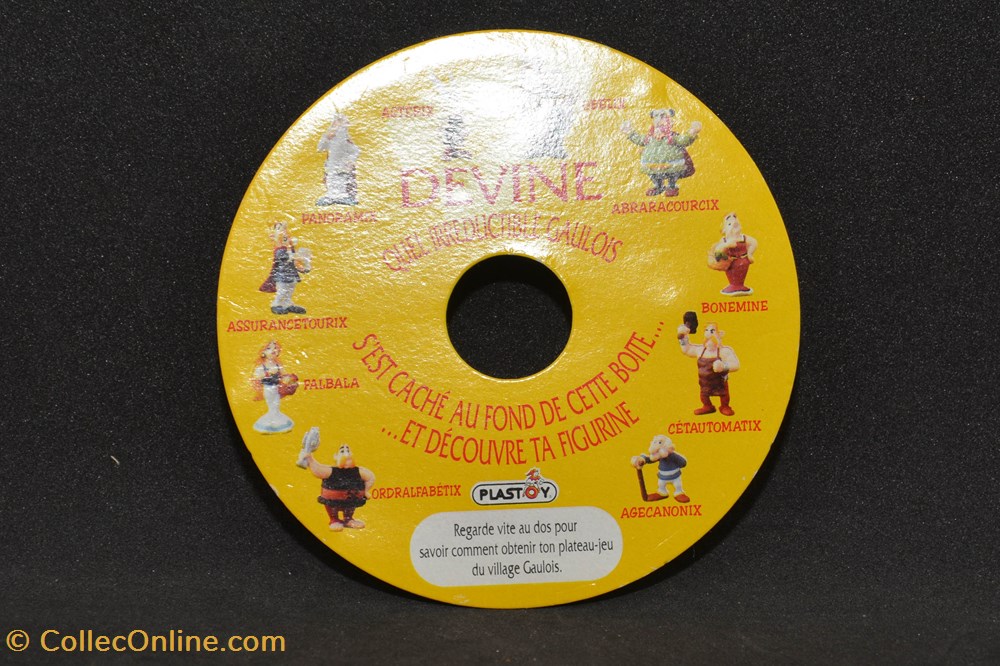 ASTÉRIX
DEVINE
QUEL IRRÉDUCTIBLE GAULOIS
S'EST CACHÉ AU FOND DE CETTE BOITE...
...ET DÉCOUVRE TA FIGURINE
PANORAMIX
ABRARACOURCIX
ASSURANCETOURIX
BONEMINE
FALBALA
CÉTAUTOMATIX
ORDRALFABÉTIX
AGECANONIX
PLASTOY
Regarde vite au dos pour
savoir comment obtenir ton plateau-jeu
du village Gaulois.
© CollecOnline.com